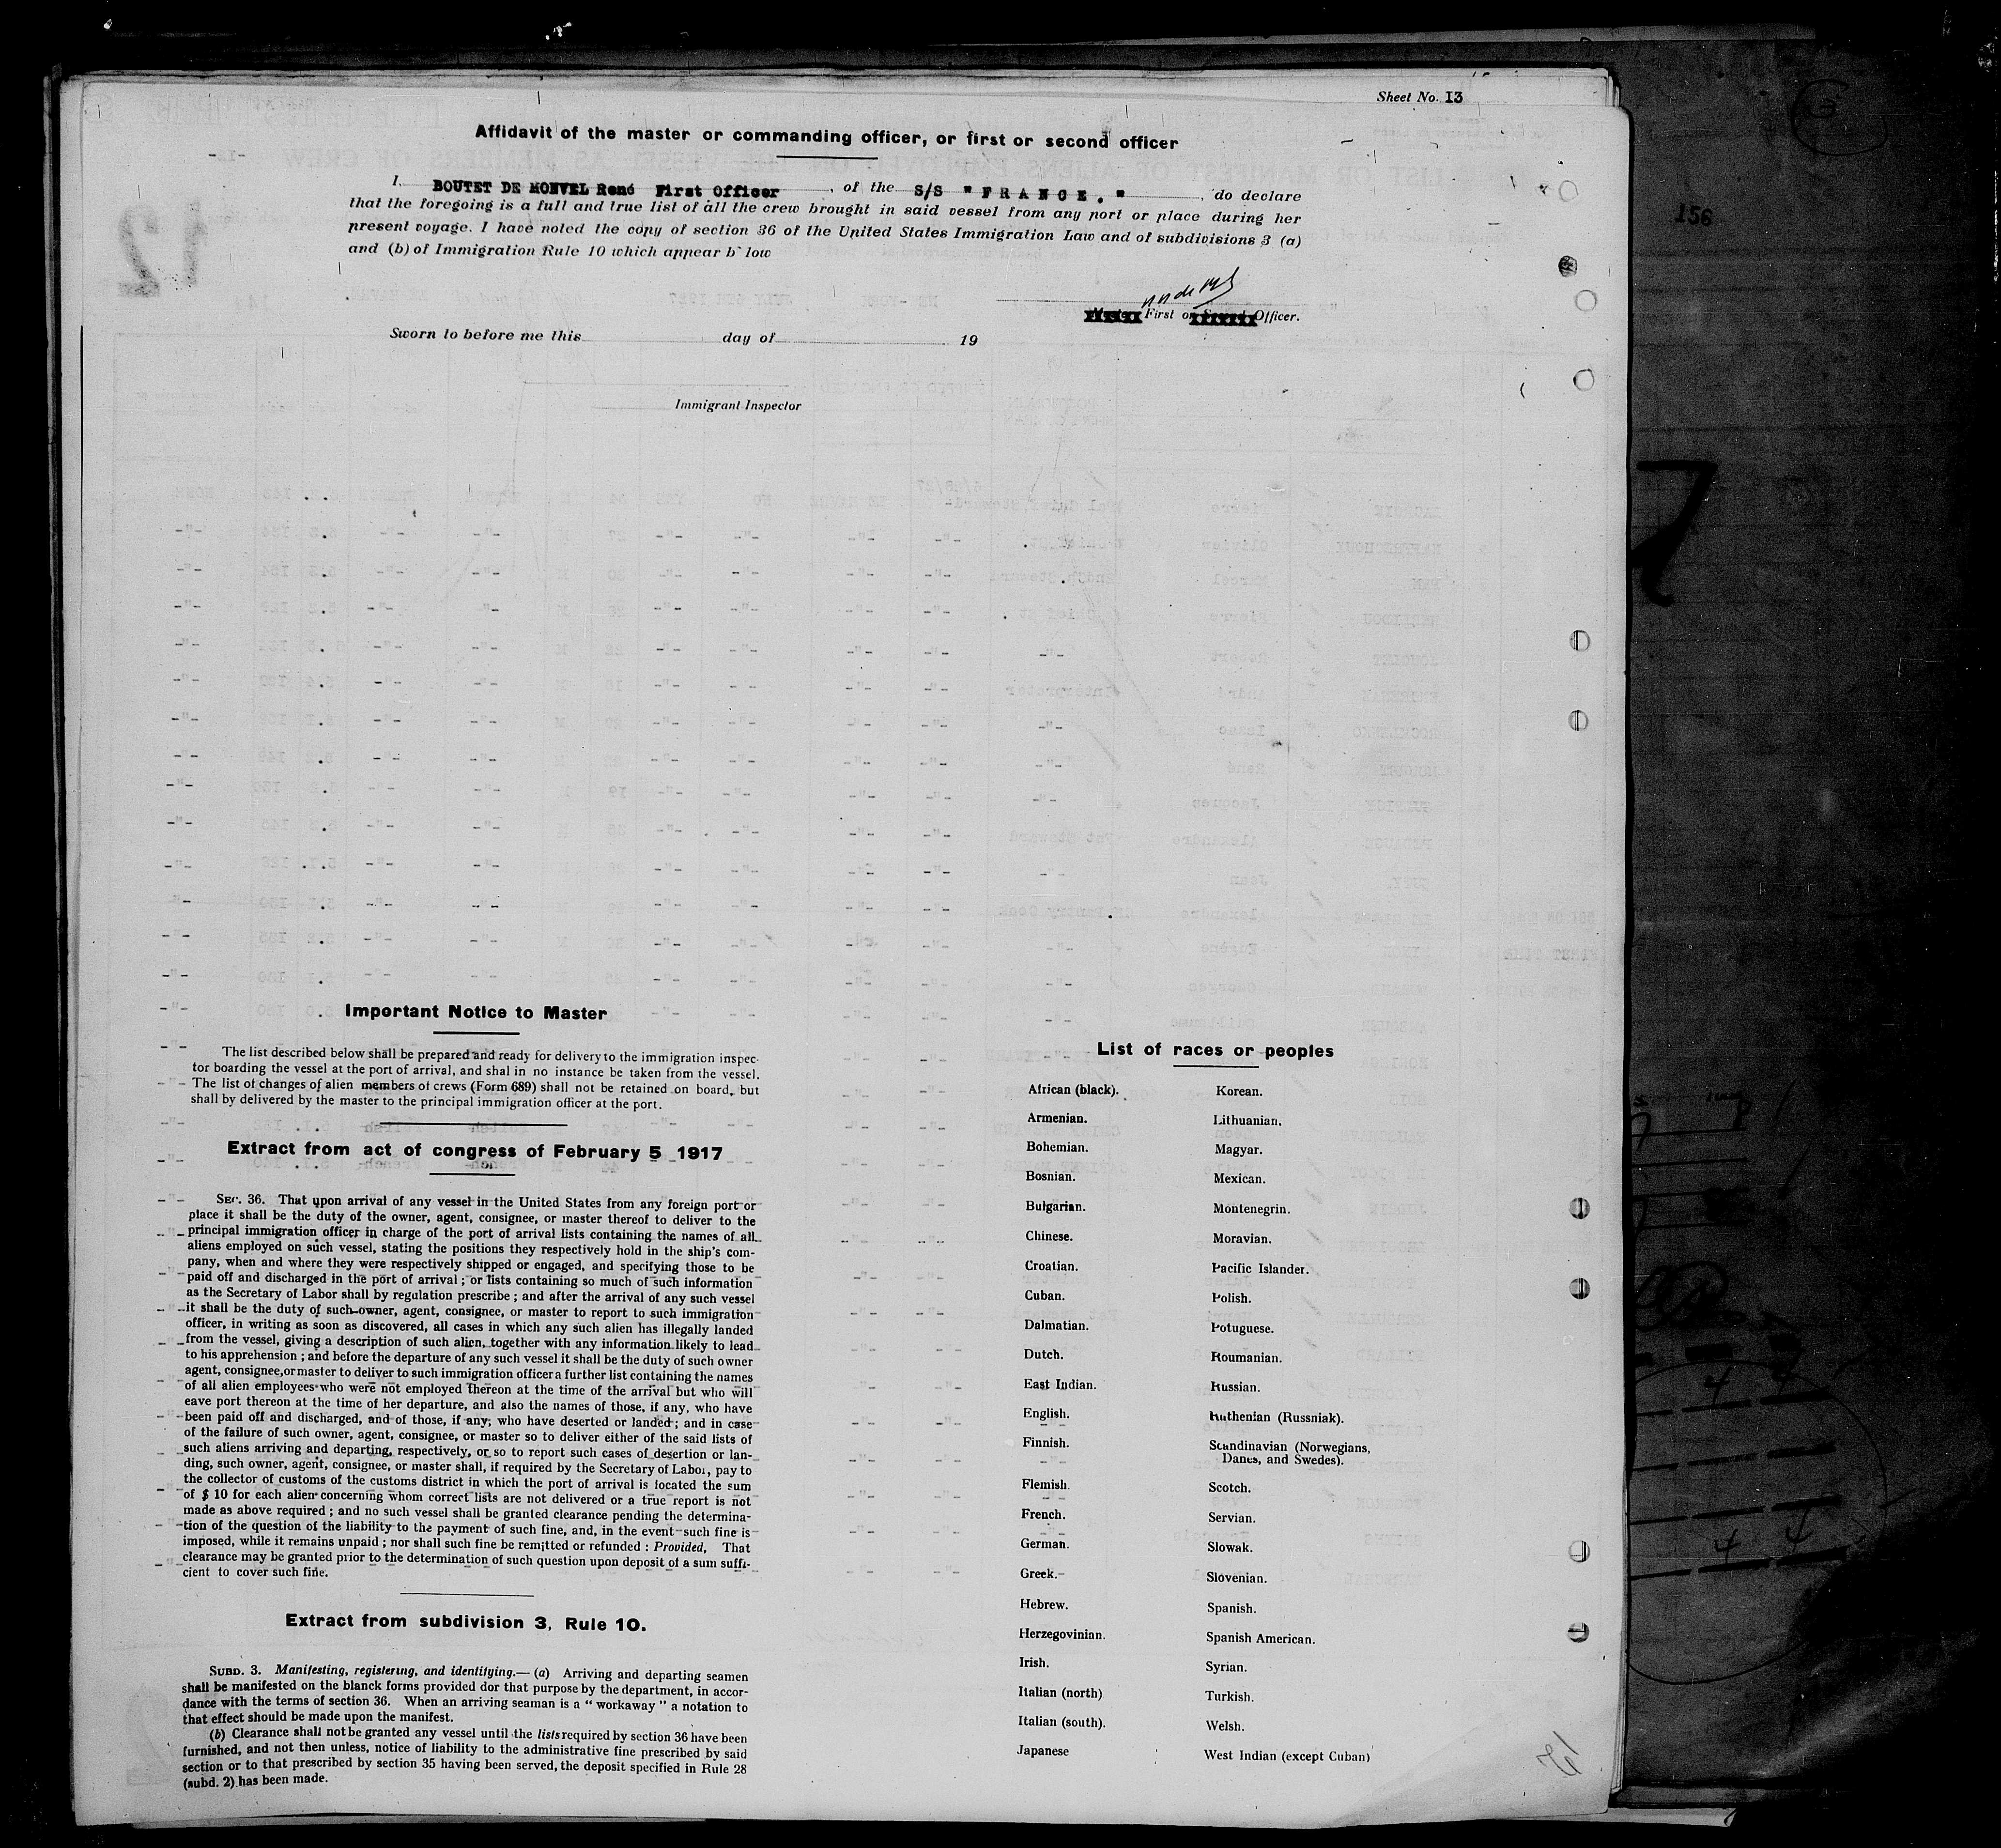 Sheet No. I3
Affidavit of the master or commanding officer, or first or second officer
I, BOUTET DE MONVEL René First Officer , of the S/S " F R A N C E . " , do declare
that the foregoing is a full and true list of all the crew brought in said vessel from any port or place during her
present voyage. I have noted the copy of section 36 of the United States Immigration Law and of subdivisions 3 (a)
and (b) of Immigration Rule 10 which appear b low
First or Officer.
Sworn to before me this day of 19
Immigrant Inspector
156
Important Notice to Master
The list described below shall be prepared and ready for delivery to the immigration inspec-
tor boarding the vessel at the port of arrival, and shal in no instance be taken from the vessel.
The list of changes of alien members of crews (Form 689) shall not be retained on board, but
shall by delivered by the master to the principal immigration officer at the port.
Extract from act of congress of February 5 1917
SEC. 36. That upon arrival of any vessel in the United States from any foreign port or
place it shall be the duty of the owner, agent, consignee, or master thereof to deliver to the
principal immigration officer in charge of the port of arrival lists containing the names of all
aliens employed on such vessel, stating the positions they respectively hold in the ship's com-
pany, when and where they were respectively shipped or engaged, and specifying those to be
paid off and discharged in the port of arrival ; or lists containing so much of such information
as the Secretary of Labor shall by regulation prescribe ; and after the arrival of any such vessel
it shall be the duty of such owner, agent, consignee, or master to report to such immigration
officer, in writing as soon as discovered, all cases in which any such alien has illegally landed
from the vessel, giving a description of such alien, together with any information likely to lead
to his apprehension ; and before the departure of any such vessel it shall be the duty of such owner
agent, consignee, or master to deliver to such immigration officer a further list containing the names
of all alien employees who were not employed thereon at the time of the arrival but who will
eave port thereon at the time of her departure, and also the names of those, if any, who have
been paid off and discharged, and of those, if any, who have deserted or landed ; and in case
of the failure of such owner, agent, consignee, or master so to deliver either of the said lists of
such aliens arriving and departing, respectively, or so to report such cases of desertion or lan-
ding, such owner, agent, consignee, or master shall, if required by the Secretary of Labor, pay to
the collector of customs of the customs district in which the port of arrival is located the sum
of $ 10 for each alien concerning whom correct lists are not delivered or a true report is not
made as above required ; and no such vessel shall be granted clearance pending the determina-
tion of the question of the liability to the payment of such fine, and, in the event such fine is
imposed, while it remains unpaid ; nor shall such fine be remitted or refunded : Provided, That
clearance may be granted prior to the determination of such question upon deposit of a sum suffi-
cient to cover such fine.
Extract from subdivision 3, Rule 10.
SUBD. 3. Manifesting, registering, and identifying.— (a) Arriving and departing seamen
shall be manifested on the blanck forms provided dor that purpose by the department, in accor-
dance with the terms of section 36. When an arriving seaman is a “ workaway ” a notation to
that effect should be made upon the manifest.
(b) Clearance shall not be granted any vessel until the lists required by section 36 have been
furnished, and not then unless, notice of liability to the administrative fine prescribed by said
section or to that prescribed by section 35 having been served, the deposit specified in Rule 28
(subd. 2) has been made.
List of races or peoples
African (black).
Armenian.
Bohemian.
Bosnian.
Bulgarian.
Chinese.
Croatian.
Cuban.
Dalmatian.
Dutch.
East Indian.
English.
Finnish.
Flemish.
French.
German.
Greek.
Hebrew.
Herzegovinian.
Irish.
Italian (north)
Italian (south).
Japanese
Korean.
Lithuanian.
Magyar.
Mexican.
Montenegrin.
Moravian.
Pacific Islander.
Polish.
Potuguese.
Roumanian.
Russian.
Ruthenian (Russniak).
Scandinavian (Norwegians,
Danes, and Swedes).
Scotch.
Servian.
Slowak.
Slovenian.
Spanish.
Spanish American.
Syrian.
Turkish.
Welsh.
West Indian (except Cuban)